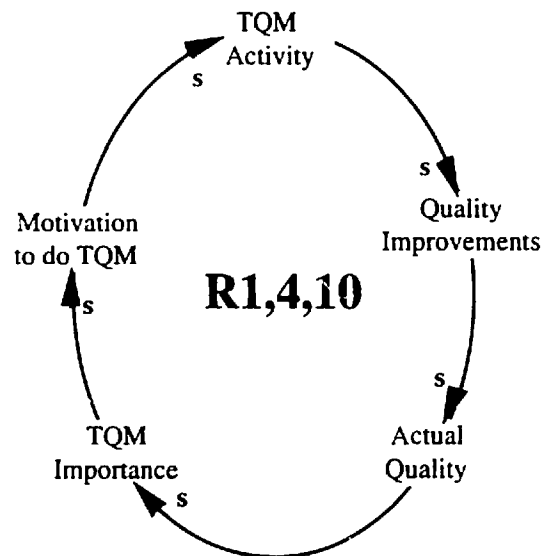 TQM
Activity
s
s
Quality
Improvements
Motivation
to do TQM
R1,4,10
s
s
Actual
Quality
TQM
Importance
s